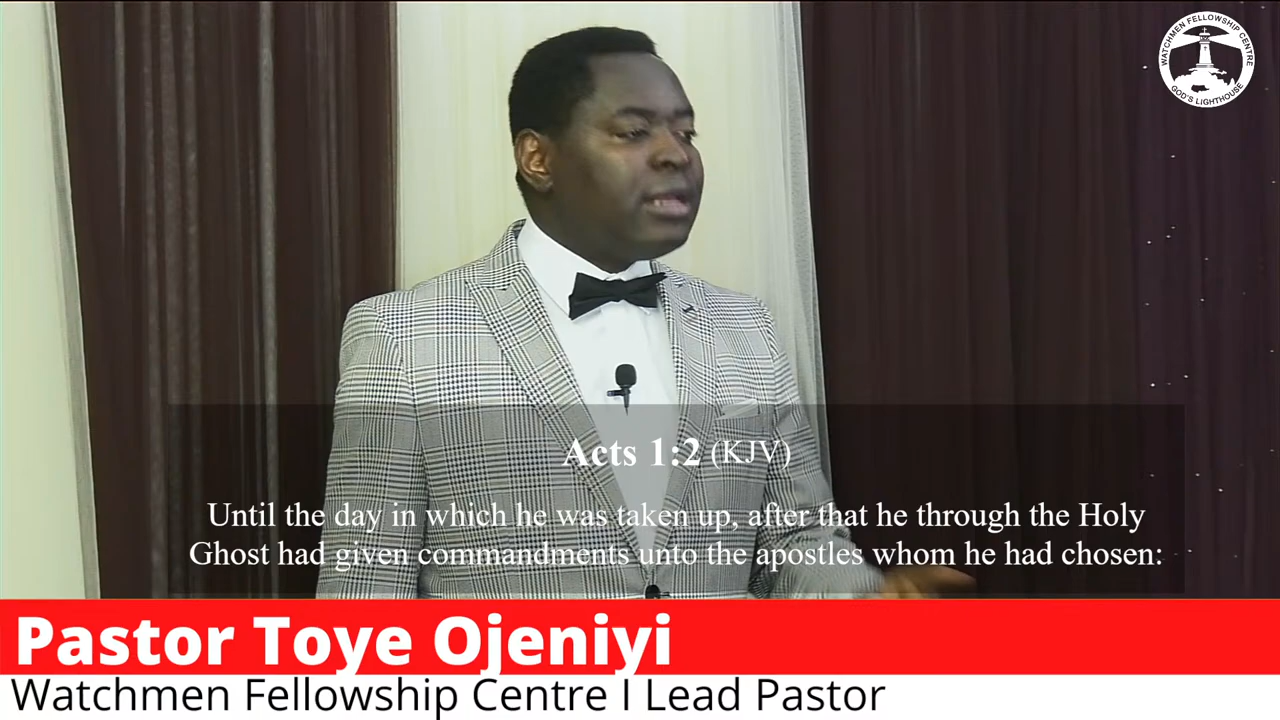 WATCHMEN FELLOWSHIP CENTRE
GOD'S LIGHTHOUSE
Acts 1:2 (KJV)
Until the day in which he was taken up, after that he through the Holy
Ghost had given commandments unto the apostles whom he had chosen:
Pastor Toye Ojeniyi
Watchmen Fellowship Centre I Lead Pastor